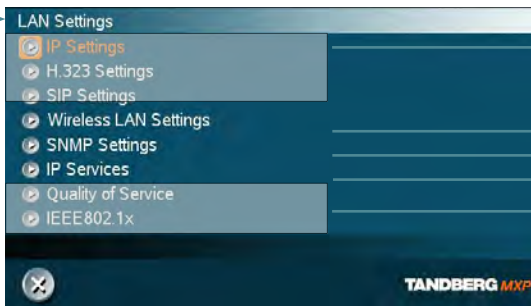 LAN Settings
IP Settings
H.323 Settings
SIP Settings
Wireless LAN Settings
SNMP Settings
IP Services
Quality of Service
IEEE802.1x
TANDBERG MXP